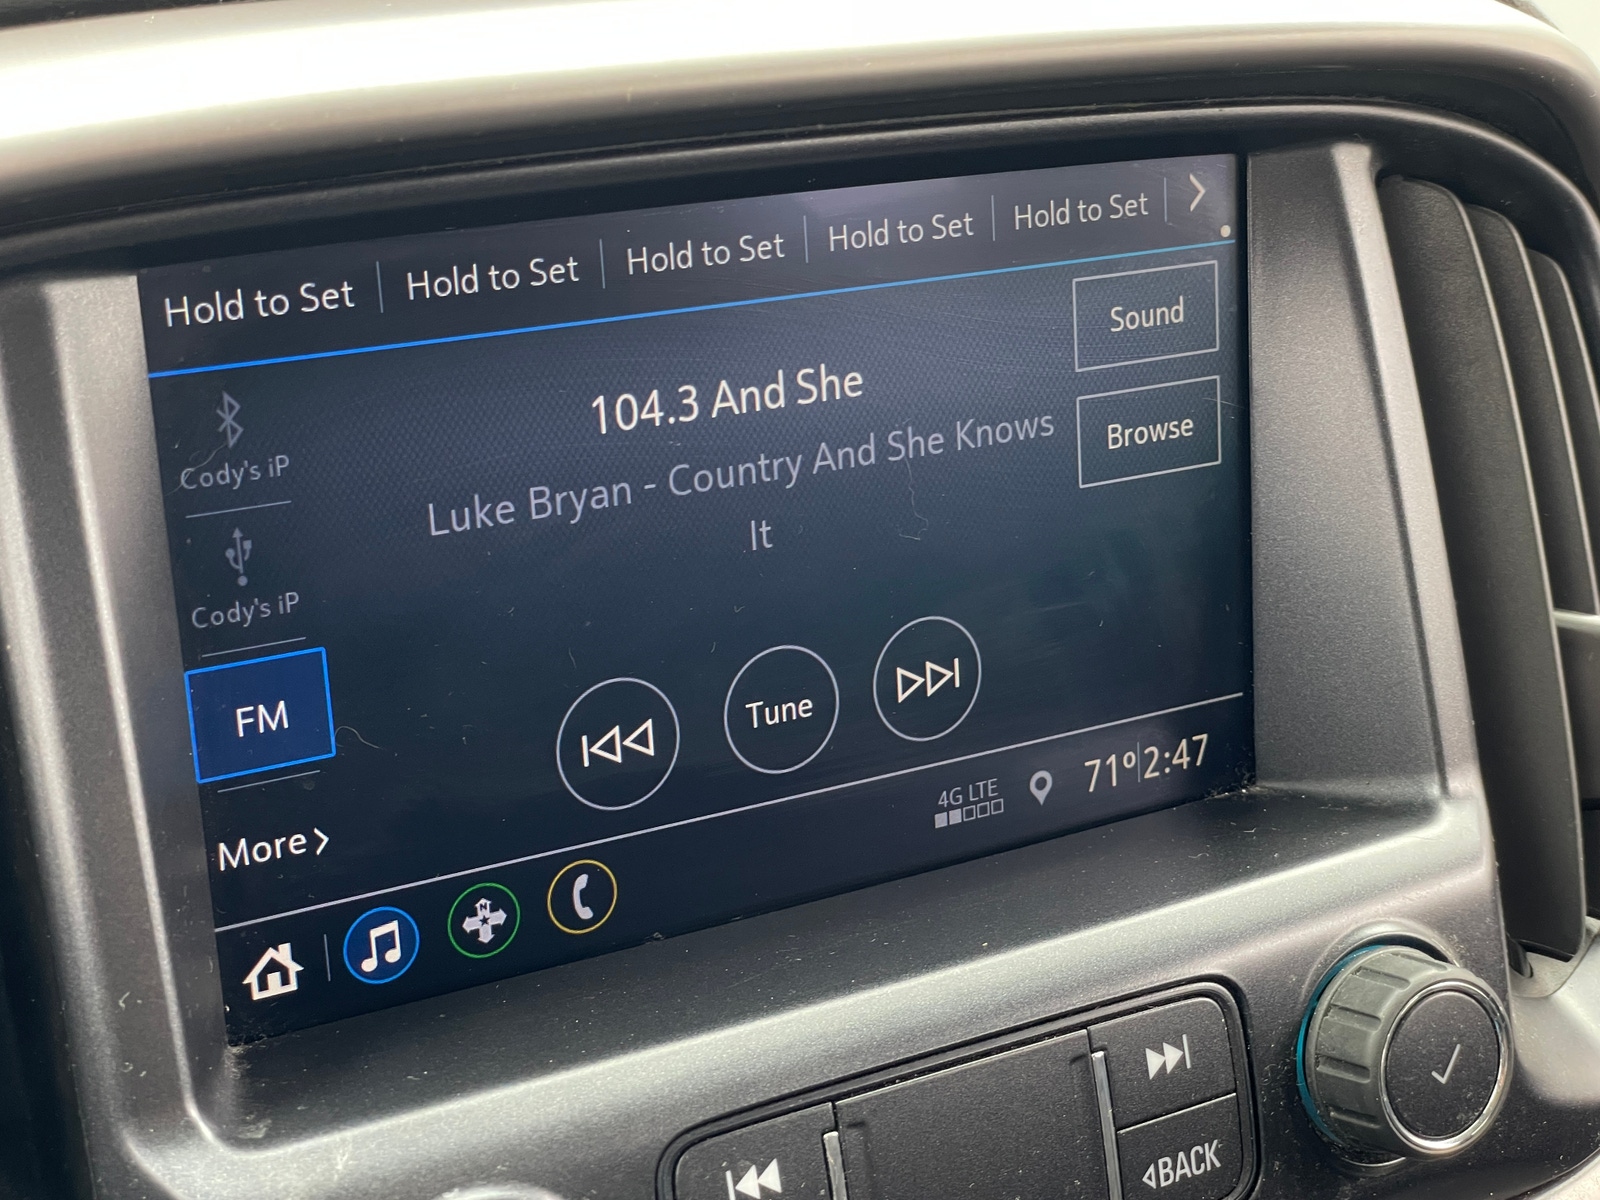 Hold to Set
Hold to Set
Hold to Set
Hold to Set
Hold to Set
Sound
Browse
104.3 And She
Luke Bryan - Country And She Knows
It
Cody's iP
Cody's iP
FM
More
Tune
4G LTE
71° 2:47
N
BACK